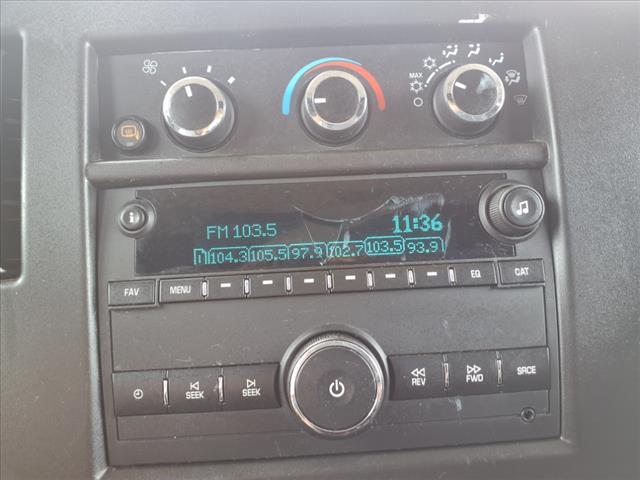 MAX
FM 103.5 11:36
1 104.3 105.5 97.9 102.7 103.5 93.9
FAV MENU EQ CAT
SEEK SEEK REV FWD SRCE